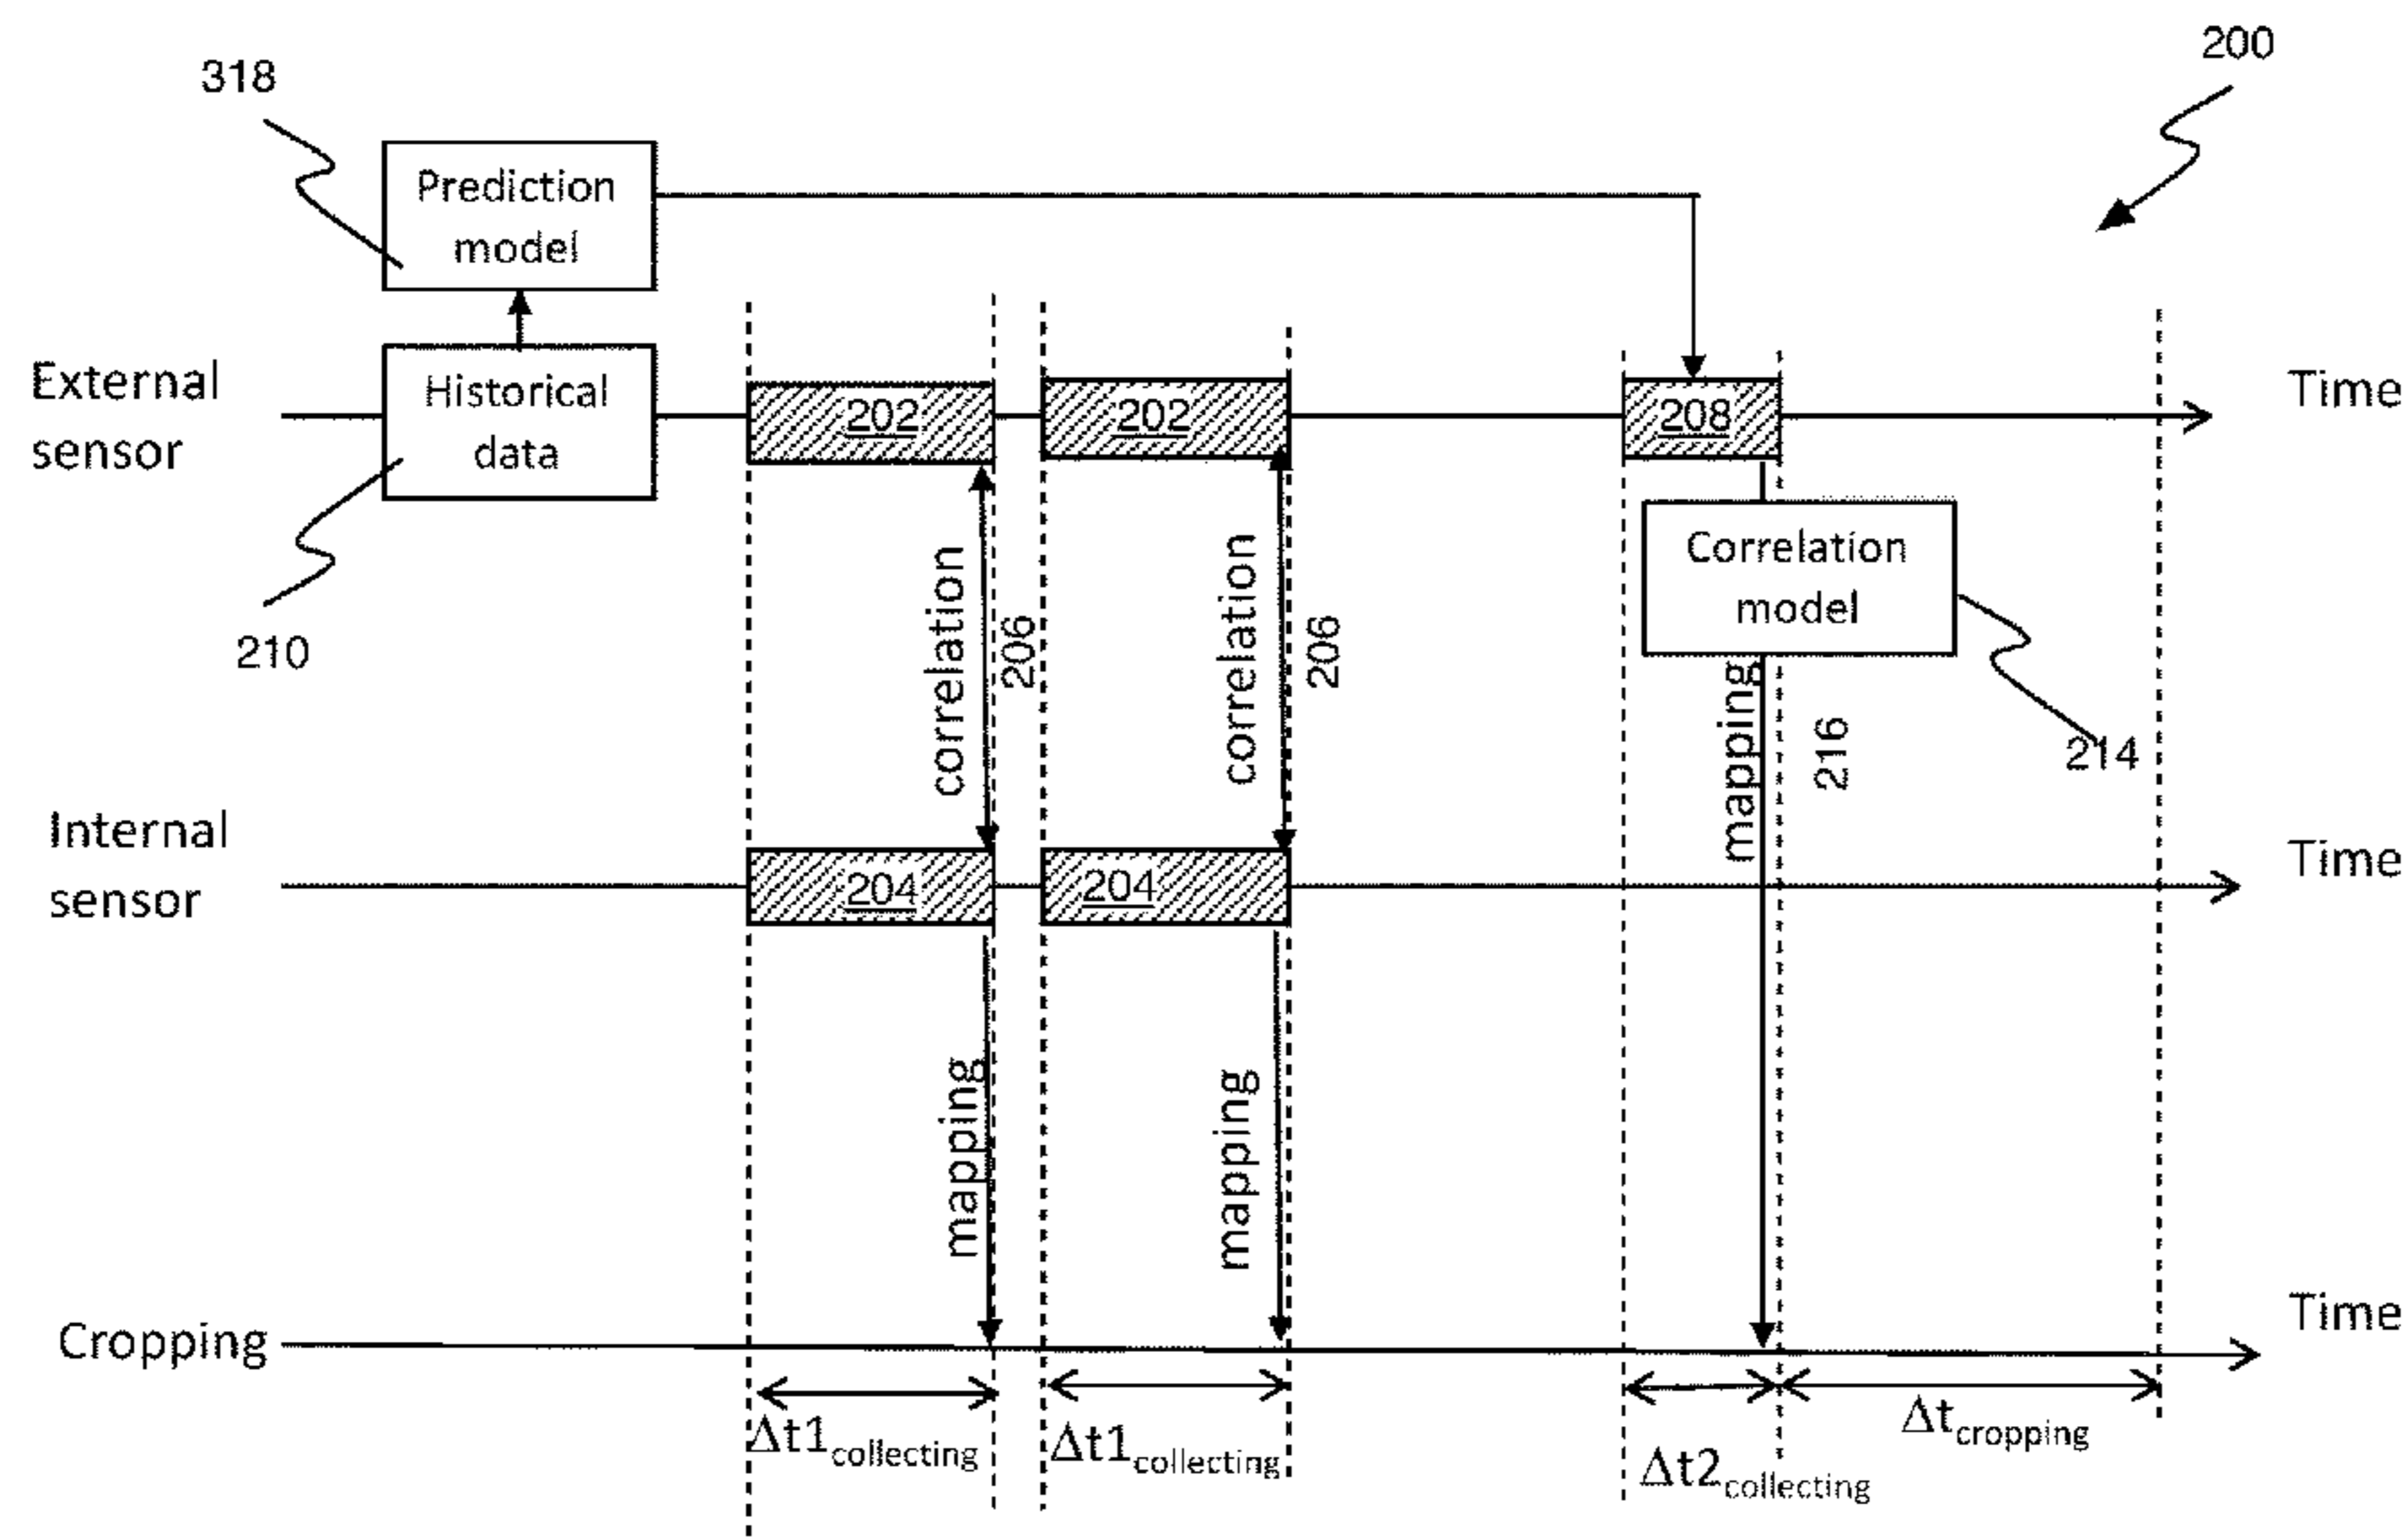 200
318
Prediction
model
External
sensor
Historical
data
202
202
208
Time
210
correlation
206
correlation
206
Correlation
model
mapping
216
214
Internal
sensor
204
204
Time
mapping
mapping
Cropping
Time
Δt1collecting
Δt1collecting
Δt2collecting
Δtcropping